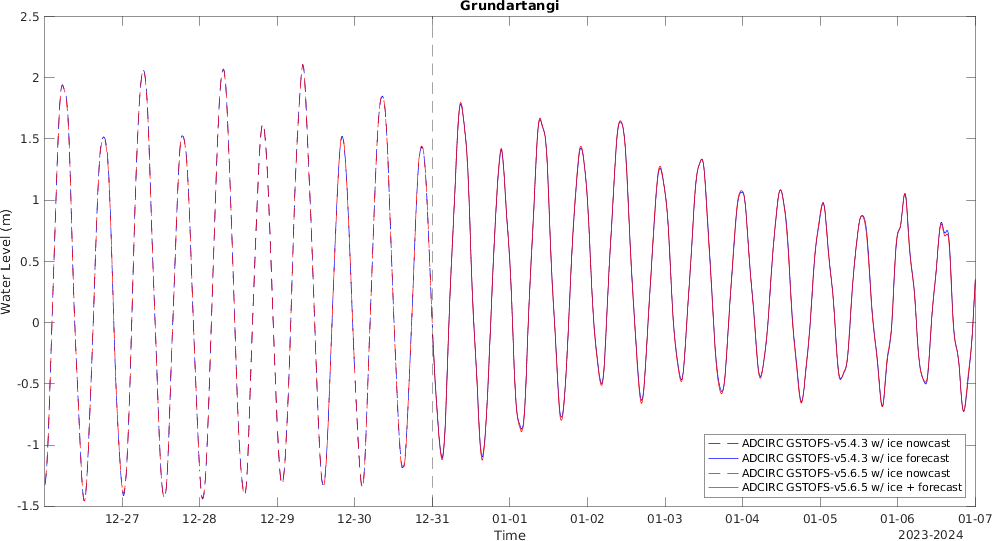 Grundartangi
2.5
2
1.5
1
0.5
0
-0.5
-1
-1.5
Water Level (m)
ADCIRC GSTOFS-v5.4.3 w/ ice nowcast
ADCIRC GSTOFS-v5.4.3 w/ ice forecast
ADCIRC GSTOFS-v5.6.5 w/ ice nowcast
ADCIRC GSTOFS-v5.6.5 w/ ice + forecast
12-27 12-28 12-29 12-30 12-31 01-01 01-02 01-03 01-04 01-05 01-06 01-07
Time
2023-2024